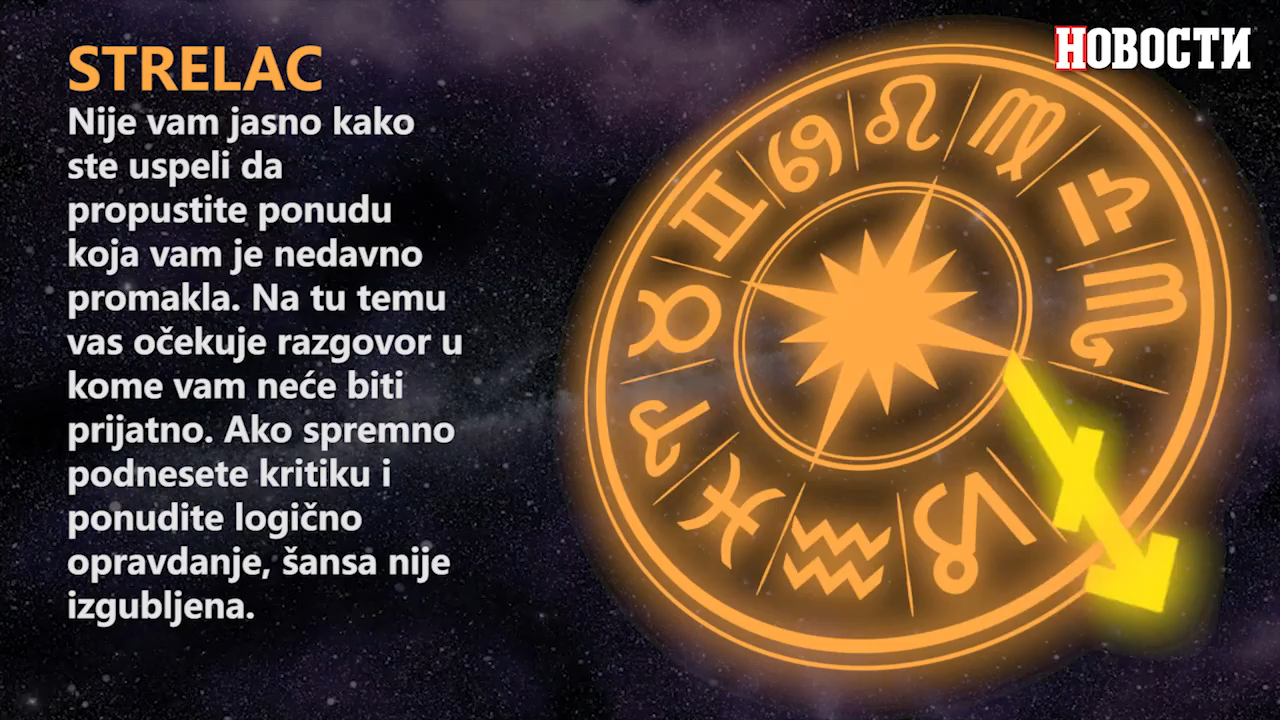 НОВОСТИ
STRELAC
Nije vam jasno kako
ste uspeli da
propustite ponudu
koja vam je nedavno
promakla. Na tu temu
vas očekuje razgovor u
kome vam neće biti
prijatno. Ako spremno
podnesete kritiku i
ponudite logično
opravdanje, šansa nije
izgubljena.